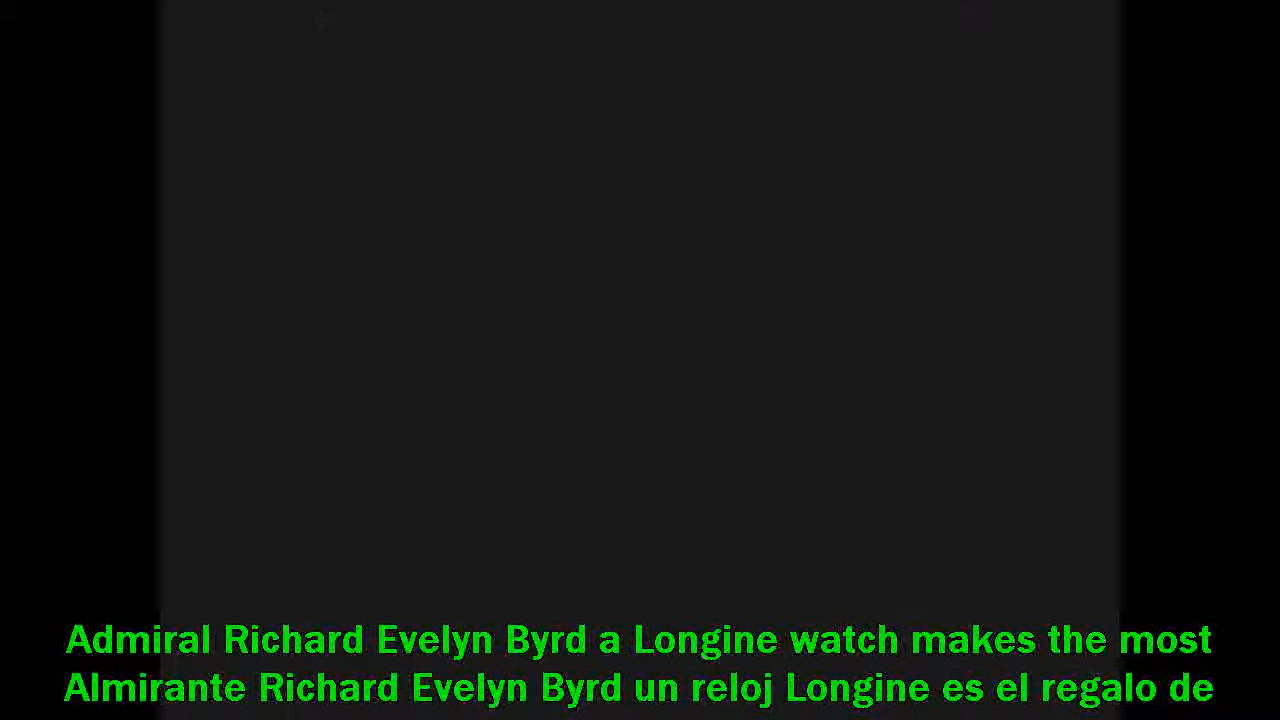 Admiral Richard Evelyn Byrd a Longine watch makes the most
Almirante Richard Evelyn Byrd un reloj Longine es el regalo de